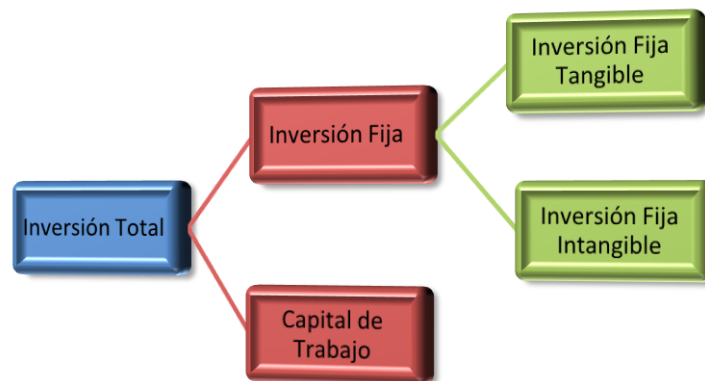 Inversión Total
Inversión Fija
Capital de
Trabajo
Inversión Fija
Tangible
Inversión Fija
Intangible